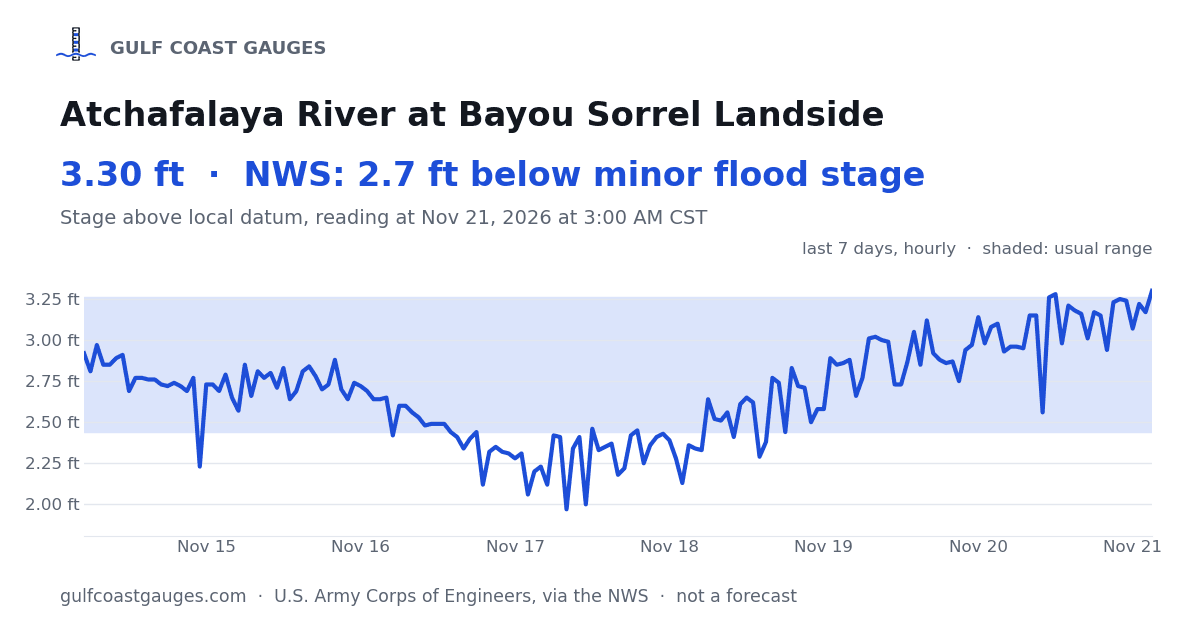 GULF COAST GAUGES
Atchafalaya River at Bayou Sorrel Landside
3.30 ft · NWS: 2.7 ft below minor flood stage
Stage above local datum, reading at Nov 21, 2026 at 3:00 AM CST
last 7 days, hourly · shaded: usual range
3.25 ft
3.00 ft
2.75 ft
2.50 ft
2.25 ft
2.00 ft
Nov 15 Nov 16 Nov 17 Nov 18 Nov 19 Nov 20 Nov 21
gulfcoastgauges.com · U.S. Army Corps of Engineers, via the NWS · not a forecast